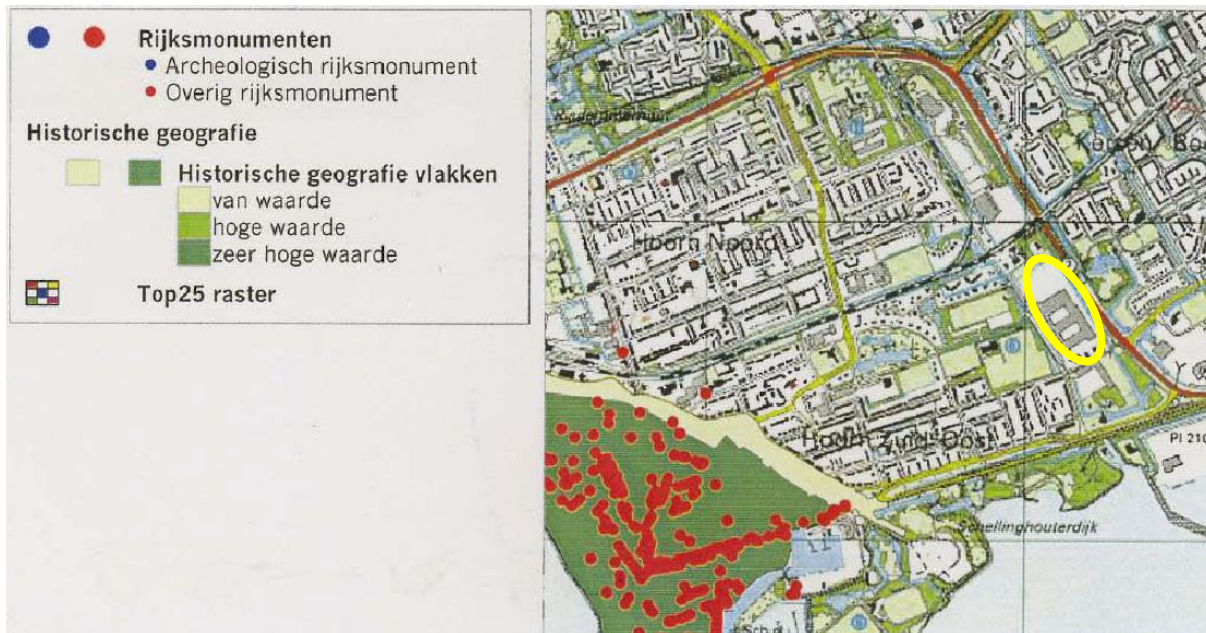 Rijksmonumenten
Archeologisch rijksmonument
Overig rijksmonument
Historische geografie
Historische geografie vlakken
van waarde
hoge waarde
zeer hoge waarde
Top25 raster
Hoorn Noord
Schellinghouterdijk